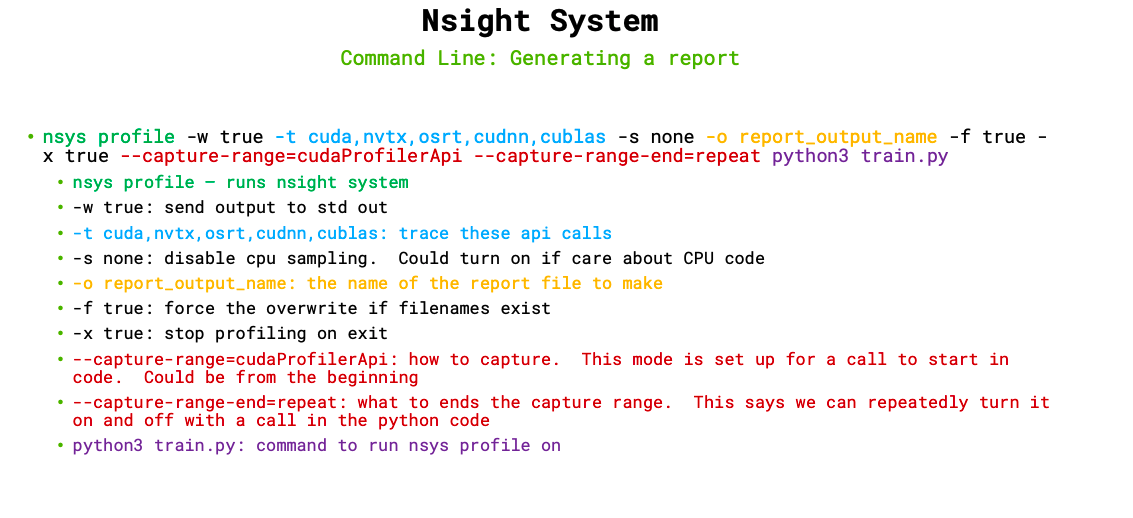 Nsight System
Command Line: Generating a report
• nsys profile -w true -t cuda,nvtx,osrt,cudnn,cublas -s none -o report_output_name -f true -
x true --capture-range=cudaProfilerApi --capture-range-end=repeat python3 train.py
• nsys profile – runs nsight system
• -w true: send output to std out
• -t cuda,nvtx,osrt,cudnn,cublas: trace these api calls
• -s none: disable cpu sampling.  Could turn on if care about CPU code
• -o report_output_name: the name of the report file to make
• -f true: force the overwrite if filenames exist
• -x true: stop profiling on exit
• --capture-range=cudaProfilerApi: how to capture.  This mode is set up for a call to start in
code.  Could be from the beginning
• --capture-range-end=repeat: what to ends the capture range.  This says we can repeatedly turn it
on and off with a call in the python code
• python3 train.py: command to run nsys profile on